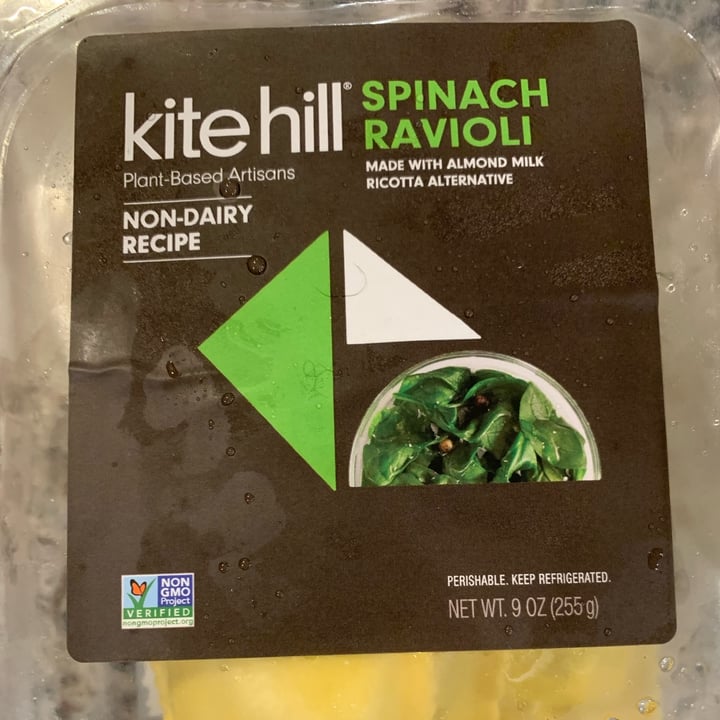 kite hill®
Plant-Based Artisans
NON-DAIRY
RECIPE
SPINACH
RAVIOLI
MADE WITH ALMOND MILK
RICOTTA ALTERNATIVE
NON
GMO
Project
VERIFIED
nongmoproject.org
PERISHABLE. KEEP REFRIGERATED.
NET WT. 9 OZ (255 g)